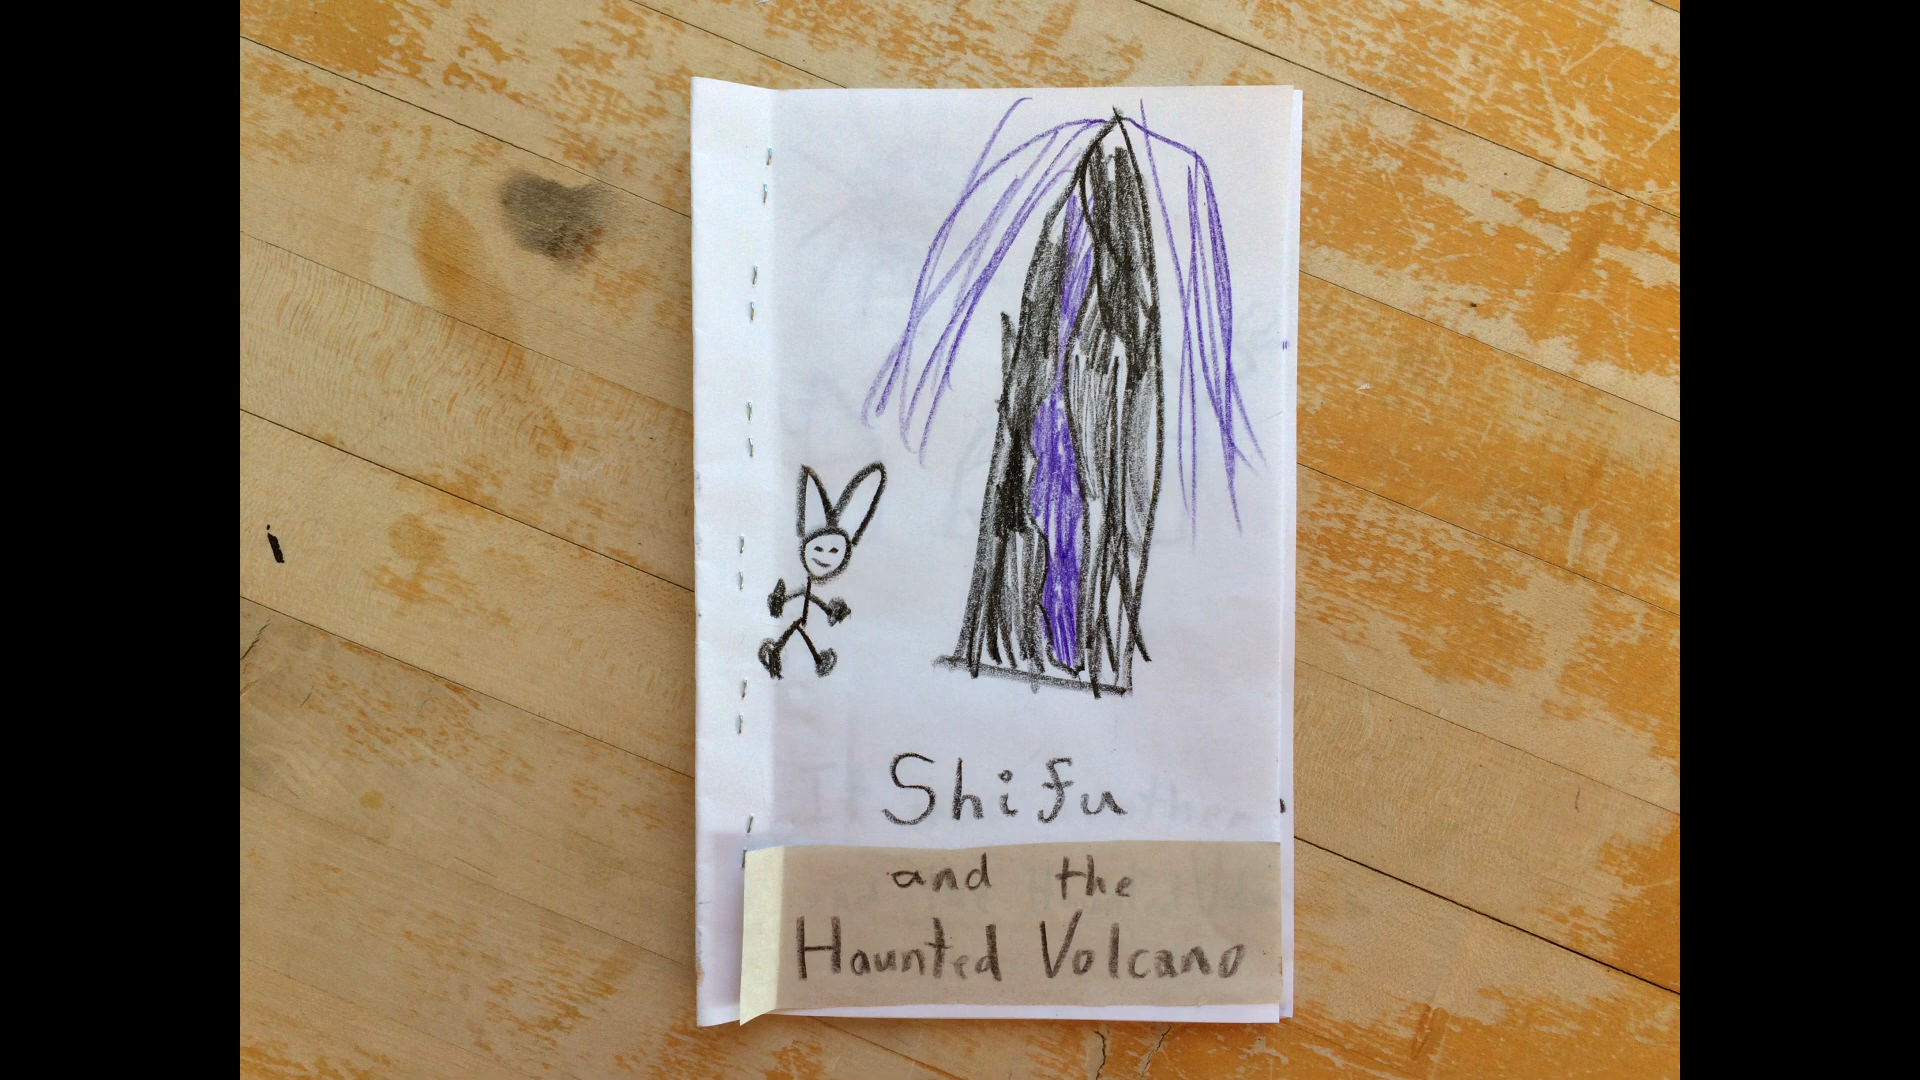 Shifu
and the
Haunted Volcano